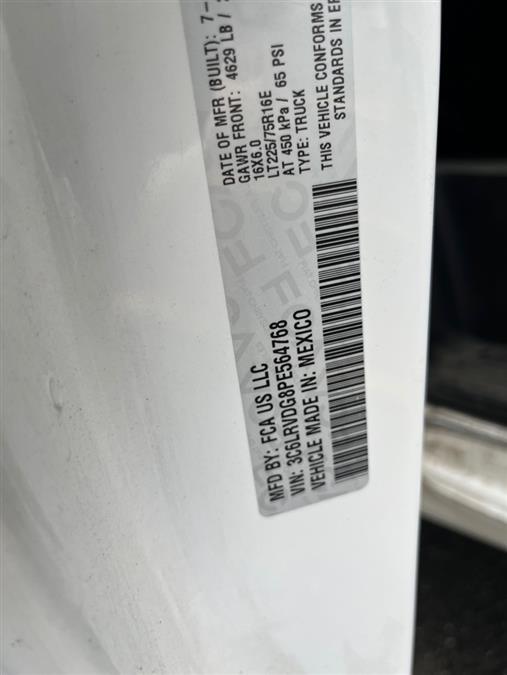 MFD BY: FCA US LLC
VIN: 3C6LRVDG8PE564768
VEHICLE MADE IN: MEXICO
DATE OF MFR (BUILT): 7-
GAWR FRONT: 4629 LB /
16X6.0
LT225/75R16E
AT 450 kPa / 65 PSI
TYPE: TRUCK
THIS VEHICLE CONFORMS
STANDARDS IN EF